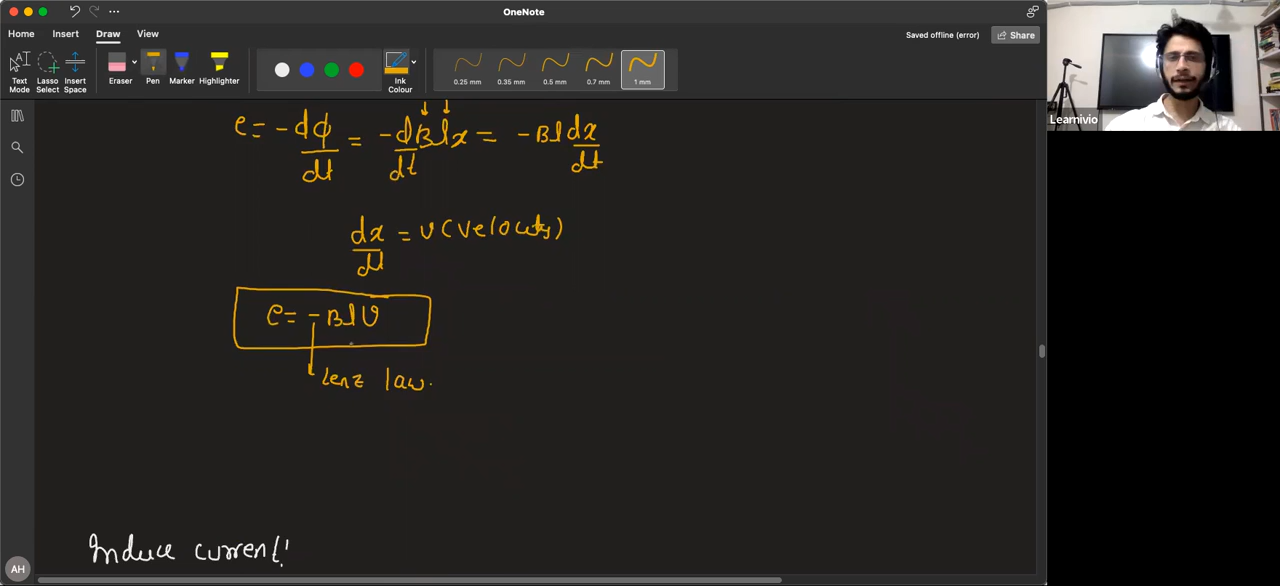 OneNote
Home Insert Draw View
Saved offline (error) Share
Text Mode
Lasso Select
Insert Space
Eraser
Pen
Marker
Highlighter
Ink Colour
0.25 mm 0.35 mm 0.5 mm 0.7 mm 1 mm
Learnivio
e = -dϕ/dt = -d/dt Blx = -Bl dx/dt
dx/dt = v (velocity)
e = -Blv
lenz law.
Induce current:
AH